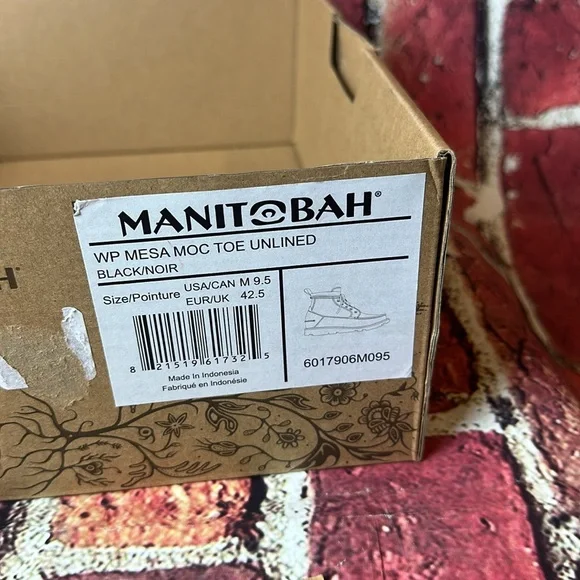 MANITOBAH®
WP MESA MOC TOE UNLINED
BLACK/NOIR
Size/Pointure USA/CAN M 9.5
EUR/UK 42.5
8 21519 61732 5
6017906M095
Made In Indonesia
Fabriqué en Indonésie
H